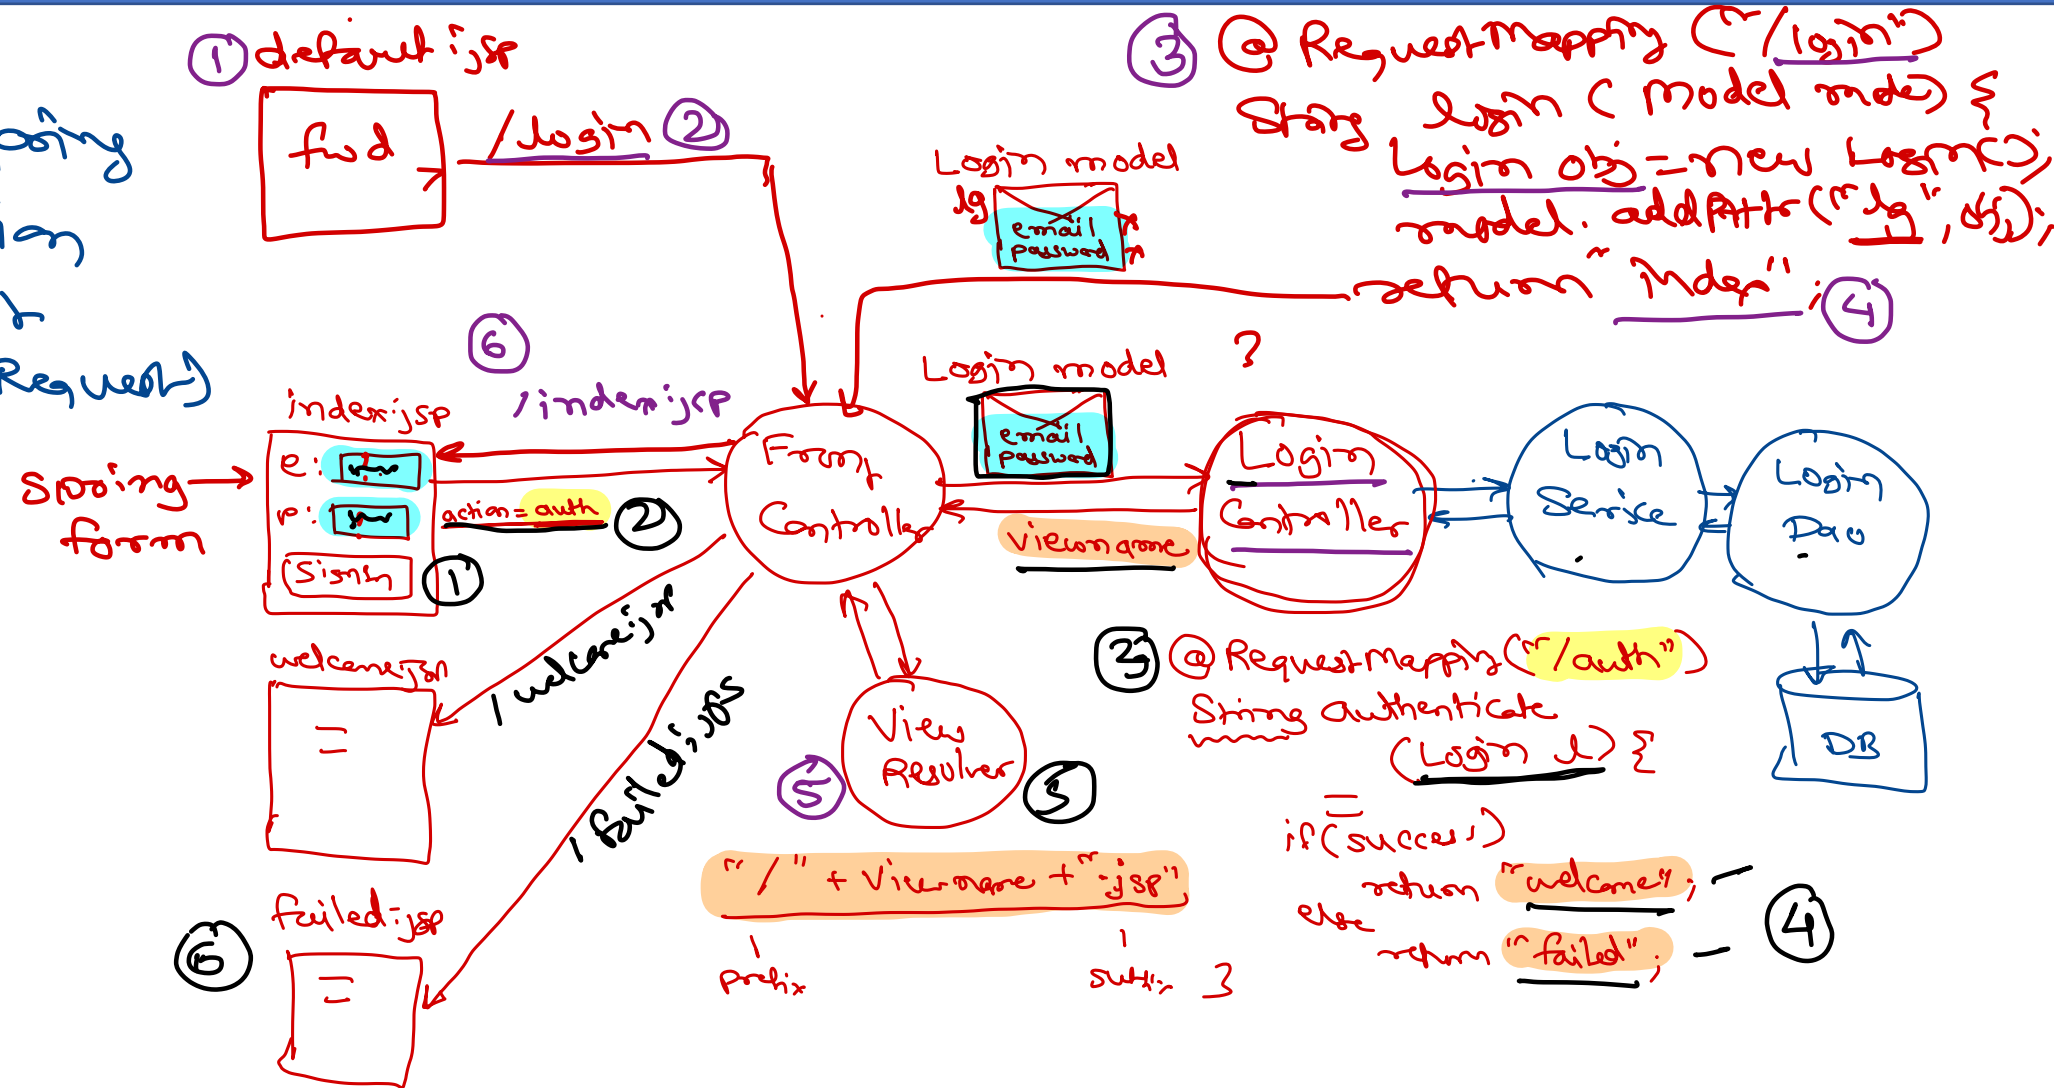 ① default.jsp
fwd
/login ②
③ @RequestMapping ("/login")
String login (Model mode) {
Login obj = new Login();
model.addAttr("lg", obj);
return "index"; ④
Login model
lg
email
password
Request)
⑥
/index.jsp
index.jsp
e:
p:
SignIn
①
spring
form
action=auth ②
Front
Controller
Login model
email
password
?
Login
Controller
viewname
Login
Service
Login
Dao
DB
welcome.jsp
/welcome.jsp
/failed.jsp
failed.jsp
⑥
View
Resolver
⑤
5
"/" + Viewname + ".jsp"
prefix
suffix
③ @RequestMapping("/auth")
String authenticate
(Login l) {
if(success)
return "welcome";
else
return "failed";
④
}